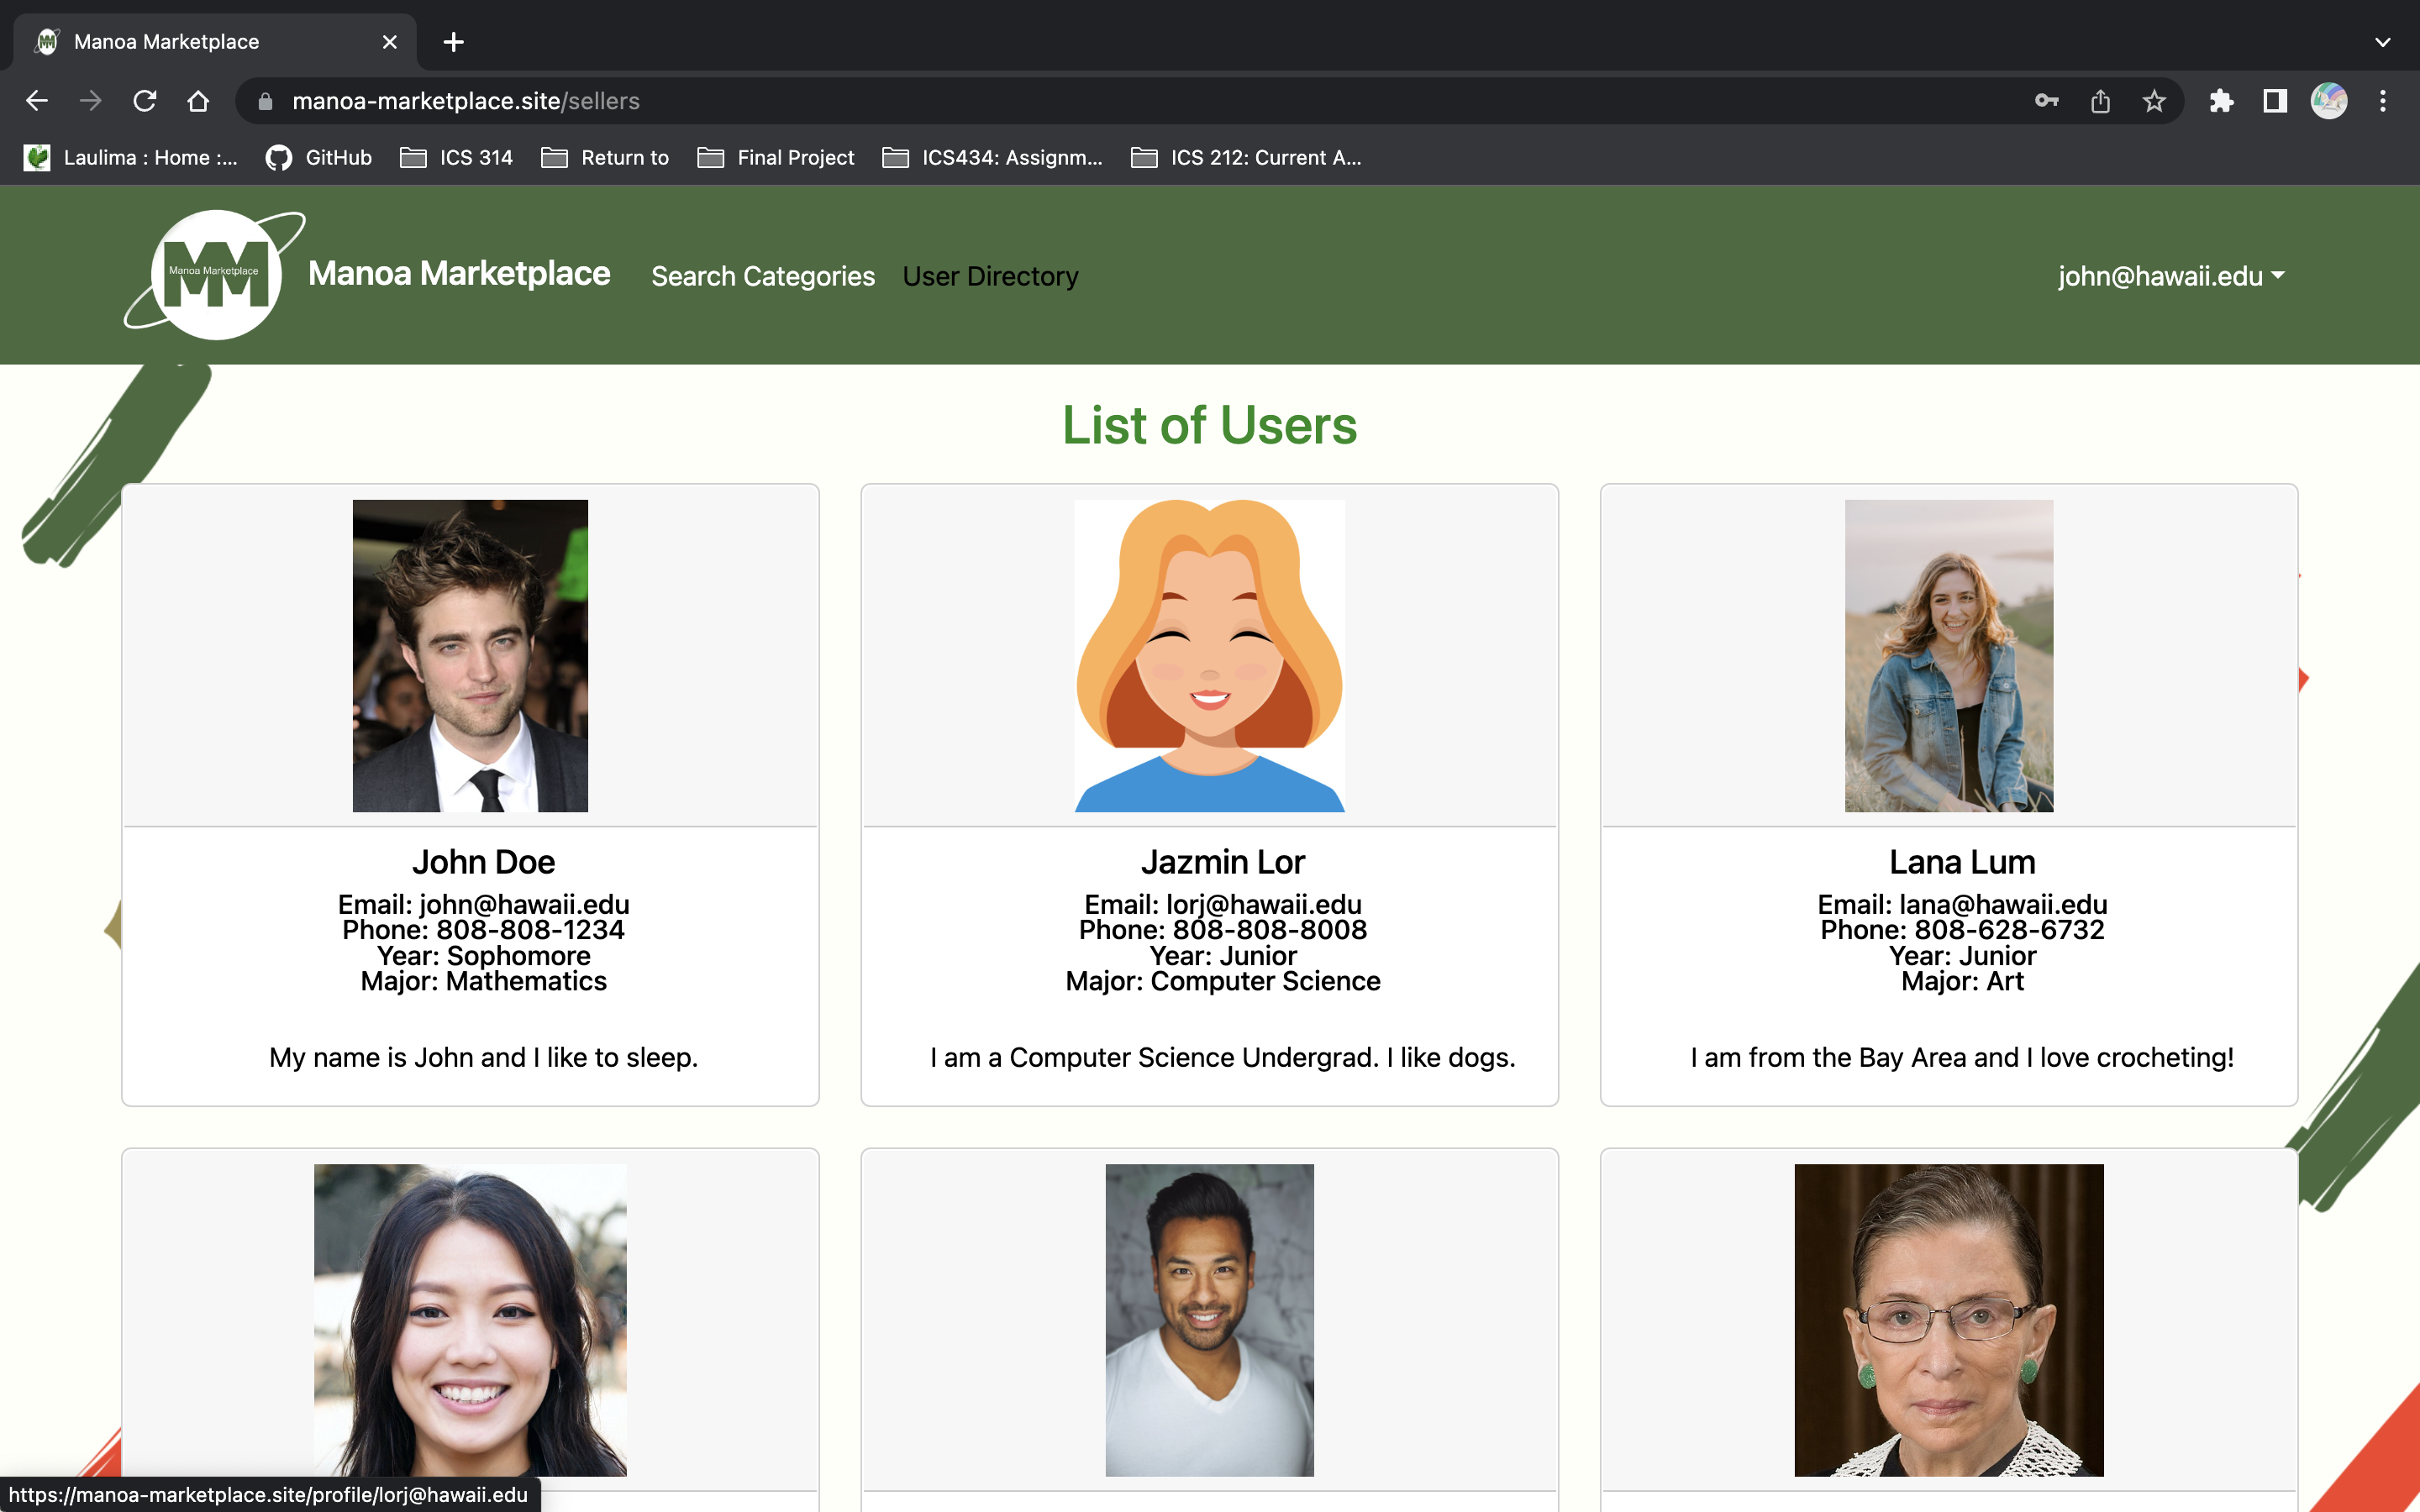 Manoa Marketplace
manoa-marketplace.site/sellers
Laulima : Home :...
GitHub
ICS 314
Return to
Final Project
ICS434: Assignm...
ICS 212: Current A...
MM
Manoa Marketplace
Manoa Marketplace
Search Categories
User Directory
john@hawaii.edu
List of Users
John Doe
Email: john@hawaii.edu
Phone: 808-808-1234
Year: Sophomore
Major: Mathematics
My name is John and I like to sleep.
Jazmin Lor
Email: lorj@hawaii.edu
Phone: 808-808-8008
Year: Junior
Major: Computer Science
I am a Computer Science Undergrad. I like dogs.
Lana Lum
Email: lana@hawaii.edu
Phone: 808-628-6732
Year: Junior
Major: Art
I am from the Bay Area and I love crocheting!
https://manoa-marketplace.site/profile/lorj@hawaii.edu